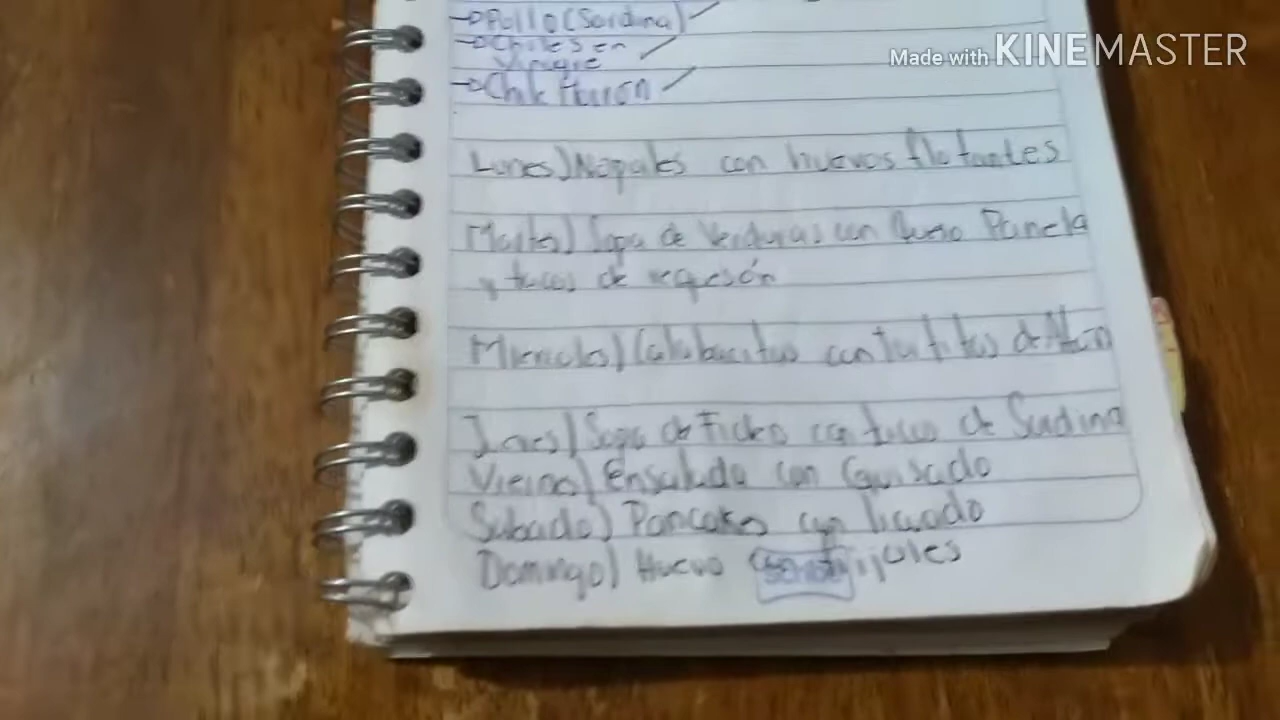 →Pollo(Sardina)
Made with KINEMASTER
→Chiles en
Vinagre
→Chile
Lunes)Nopales con huevos flotantes
Martes) Sopa de Verduras con Queso Panela
y tacos de requesón
Miercoles) Calabacitas con tortitas de Atún
Jueves) Sopa de Fideo con tacos de Sardina
Viernes) Ensalada con Guisado
Sabado) Pancakes con licuado
Domingo) Huevo